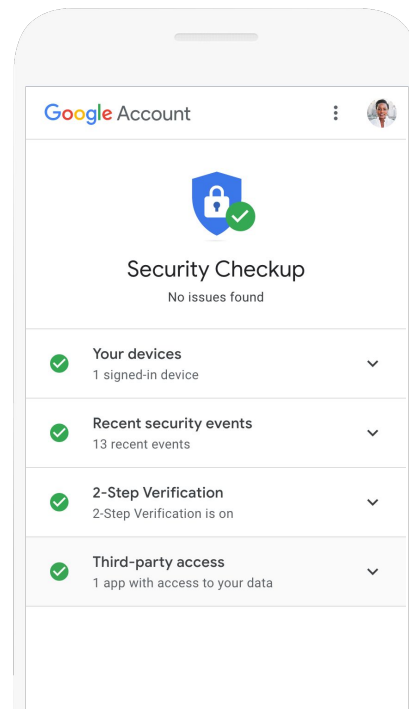 Google Account
Security Checkup
No issues found
Your devices
1 signed-in device
Recent security events
13 recent events
2-Step Verification
2-Step Verification is on
Third-party access
1 app with access to your data